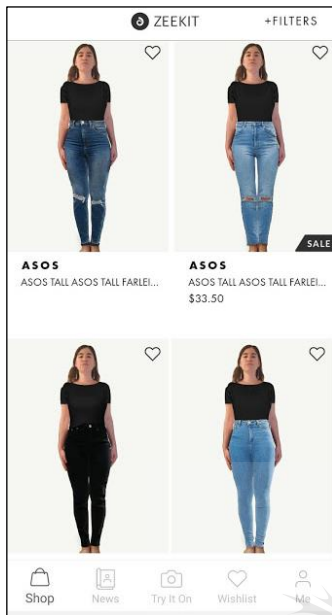 ZEEKIT
+FILTERS
SALE
ASOS
ASOS TALL ASOS TALL FARLEI...
ASOS
ASOS TALL ASOS TALL FARLEI...
$33.50
Shop
News
Try It On
Wishlist
Me